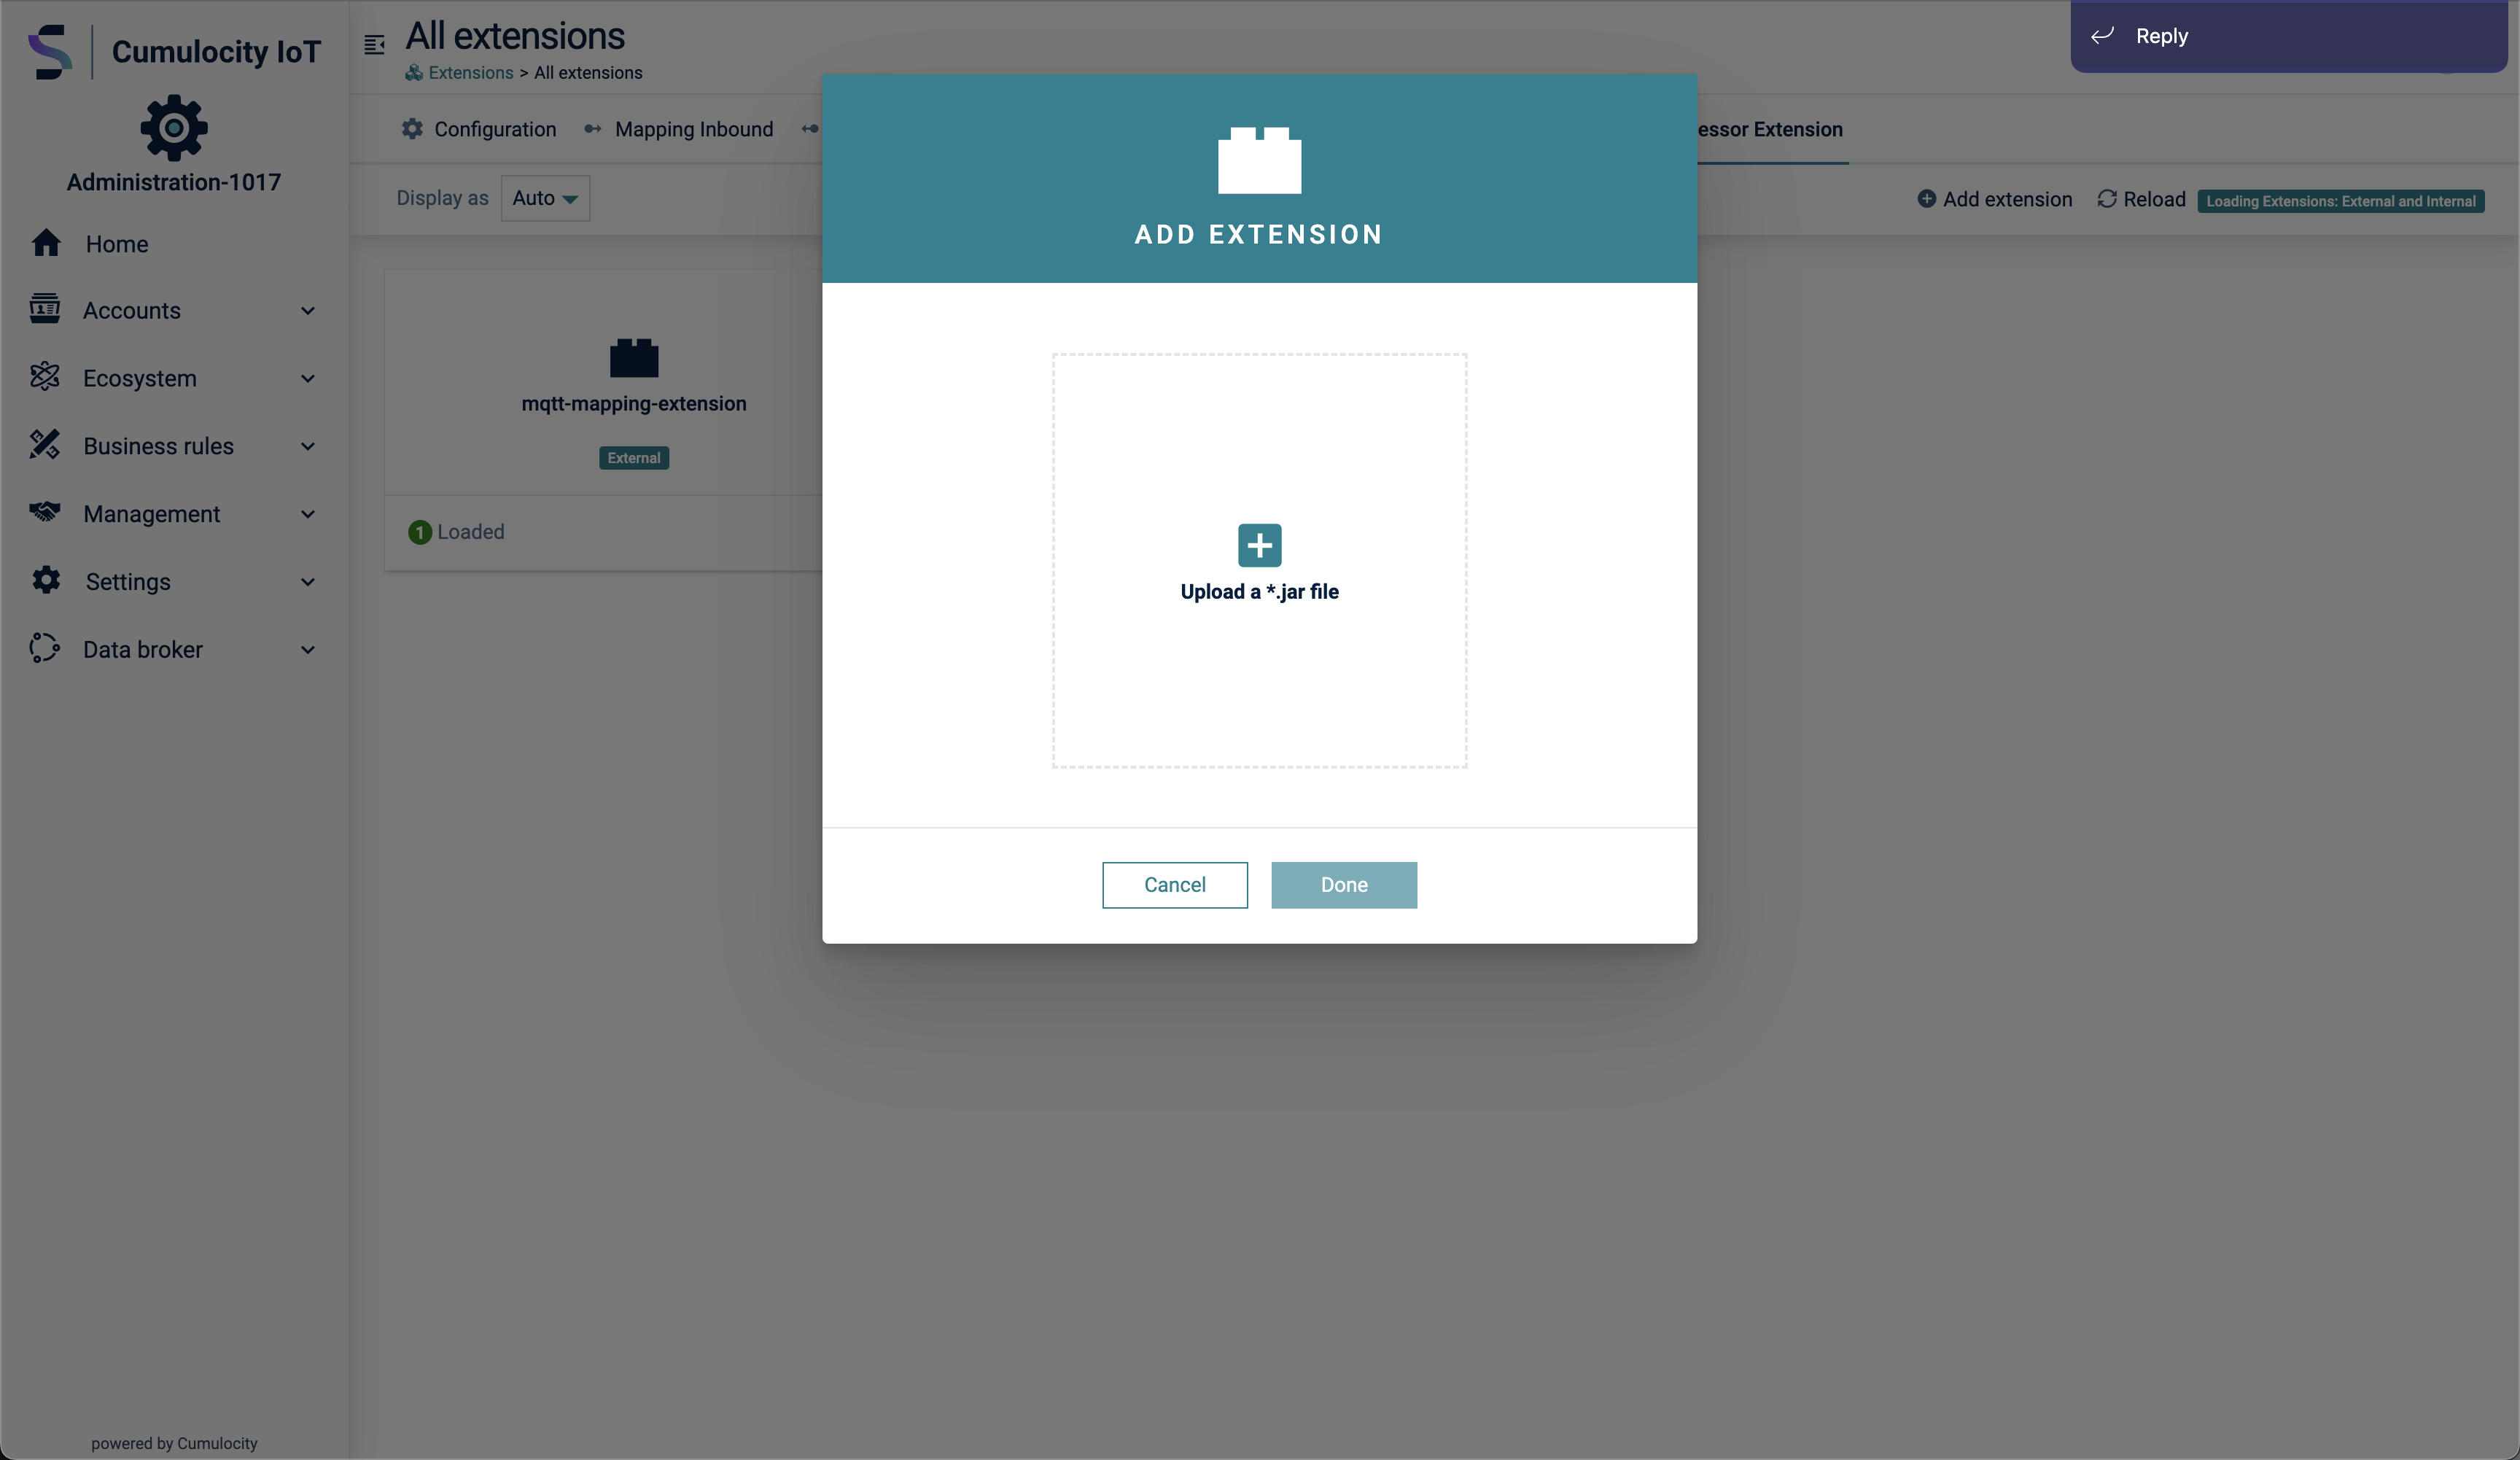 Cumulocity IoT
Administration-1017
Home
Accounts
Ecosystem
Business rules
Management
Settings
Data broker
powered by Cumulocity
All extensions
Extensions > All extensions
Reply
Configuration
Mapping Inbound
essor Extension
Display as
Auto
Add extension
Reload
Loading Extensions: External and Internal
mqtt-mapping-extension
External
1 Loaded
ADD EXTENSION
Upload a *.jar file
Cancel
Done